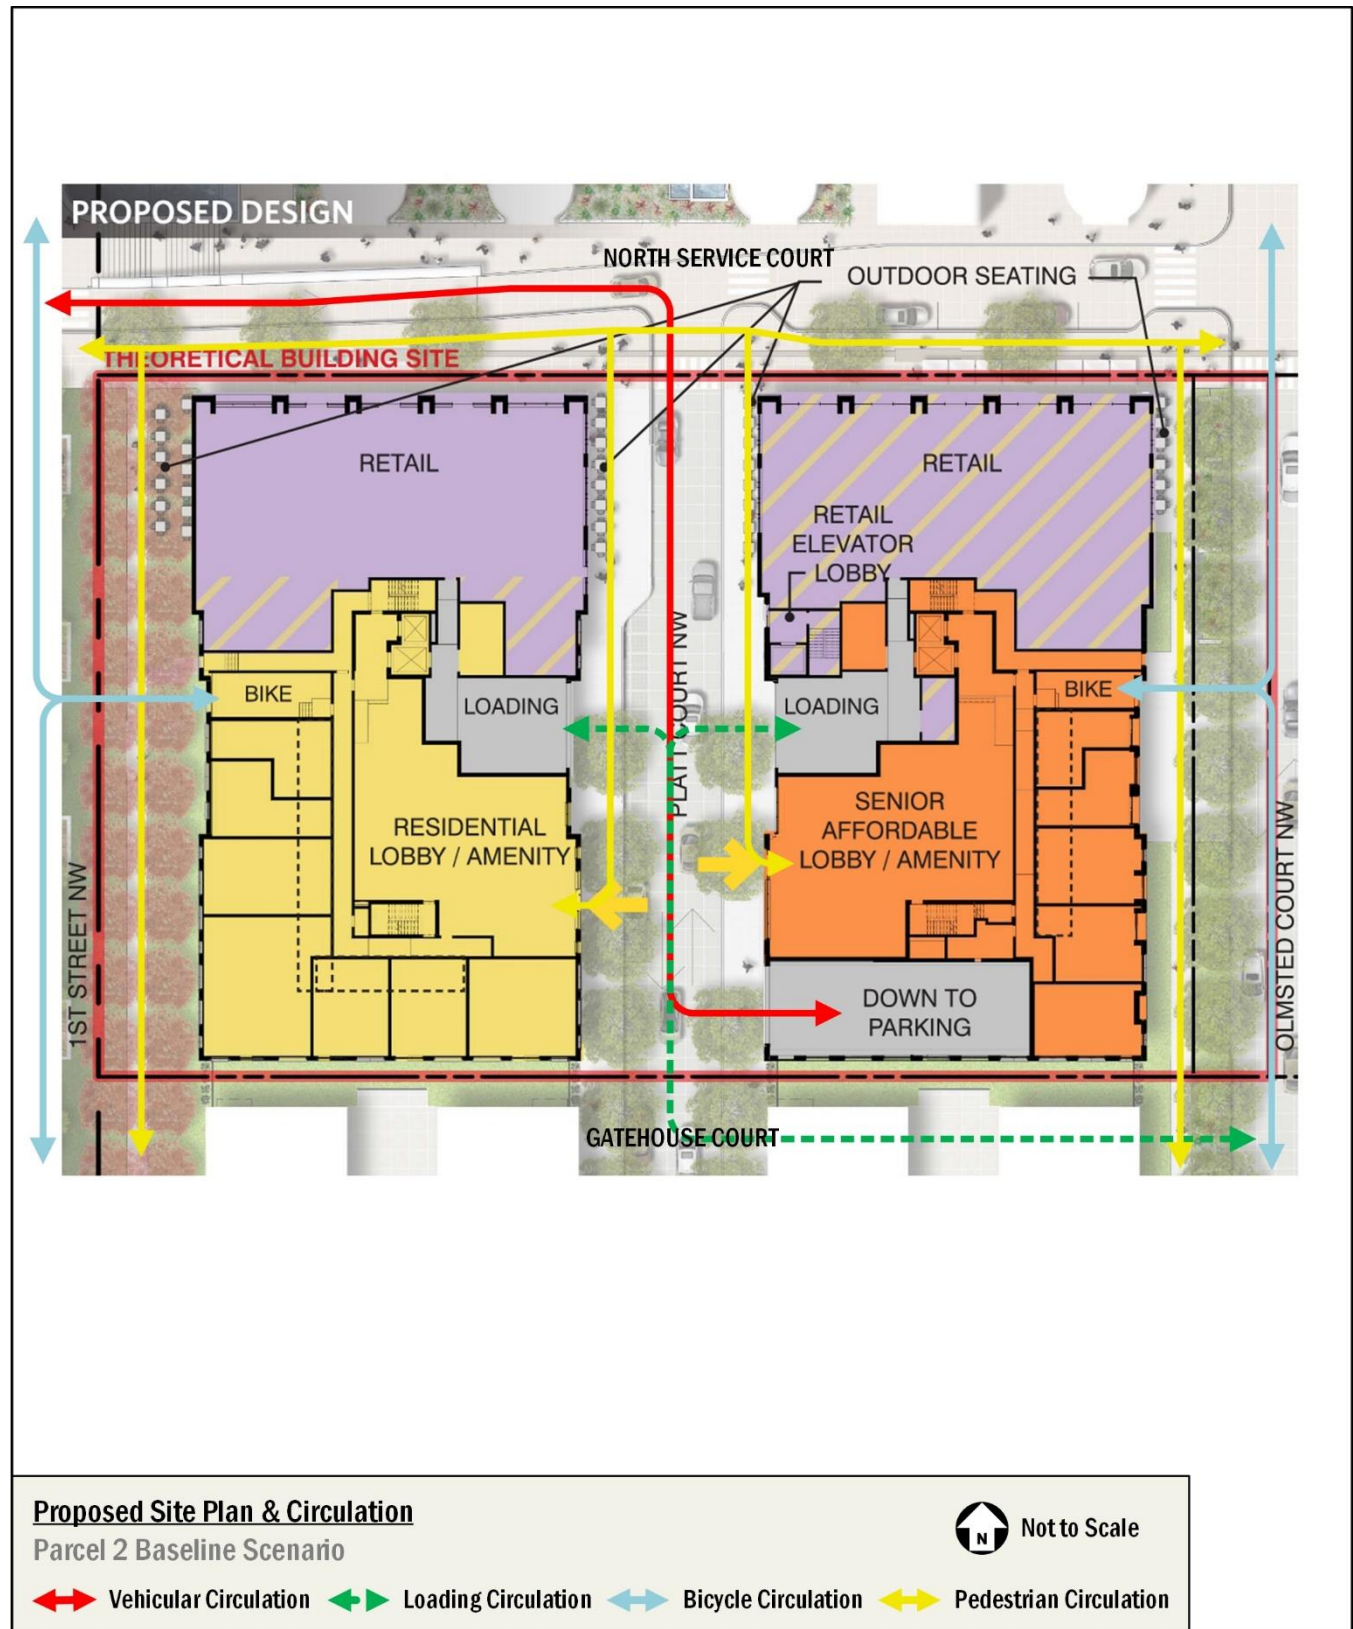 PROPOSED DESIGN
NORTH SERVICE COURT
OUTDOOR SEATING
THEORETICAL BUILDING SITE
RETAIL
RETAIL
RETAIL
ELEVATOR
LOBBY
BIKE
LOADING
LOADING
BIKE
PLATT COURT NW
RESIDENTIAL
LOBBY / AMENITY
SENIOR
AFFORDABLE
LOBBY / AMENITY
1ST STREET NW
OLMSTED COURT NW
DOWN TO
PARKING
GATEHOUSE COURT
Proposed Site Plan & Circulation
Parcel 2 Baseline Scenario
N
Not to Scale
Vehicular Circulation
Loading Circulation
Bicycle Circulation
Pedestrian Circulation